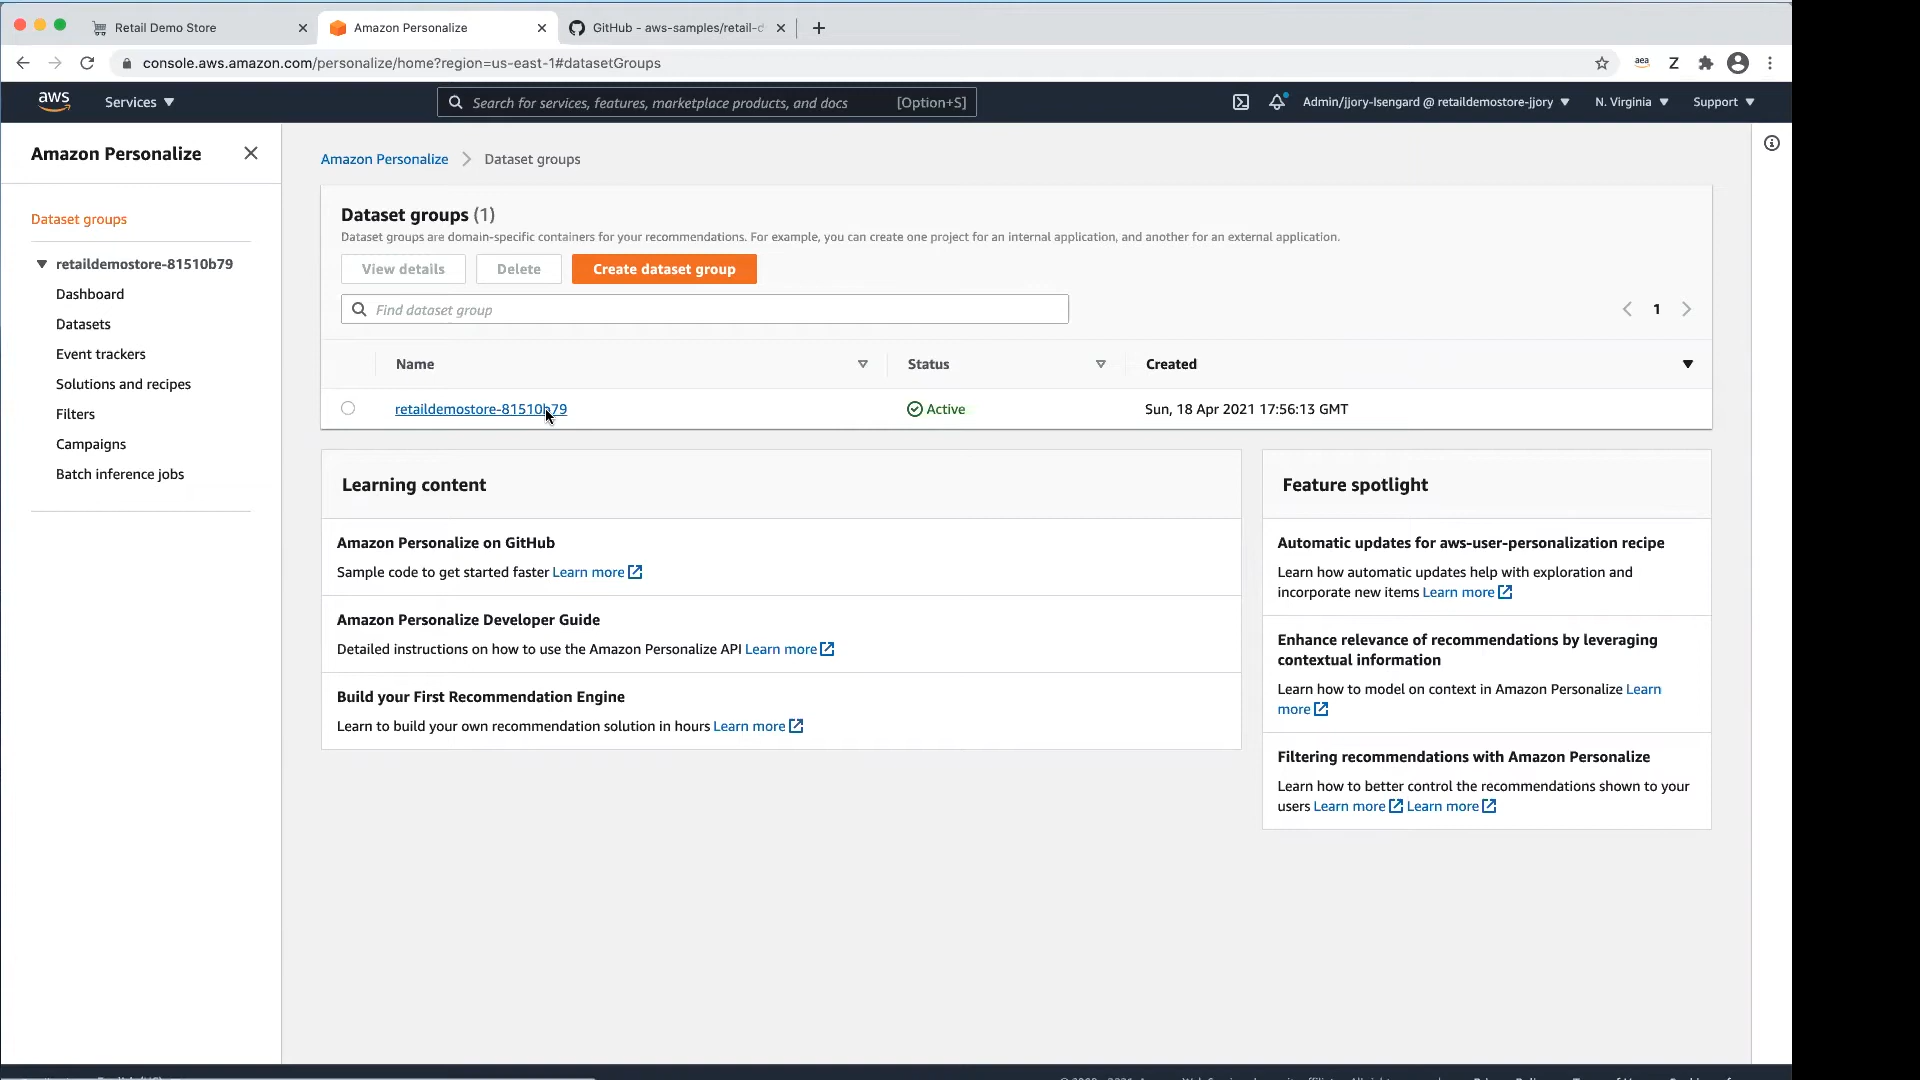 Retail Demo Store
Amazon Personalize
GitHub - aws-samples/retail-d
console.aws.amazon.com/personalize/home?region=us-east-1#datasetGroups
aea
Z
aws
Services
Search for services, features, marketplace products, and docs [Option+S]
Admin/jjory-Isengard @ retaildemostore-jjory
N. Virginia
Support
Amazon Personalize
Dataset groups
retaildemostore-81510b79
Dashboard
Datasets
Event trackers
Solutions and recipes
Filters
Campaigns
Batch inference jobs
Amazon Personalize > Dataset groups
Dataset groups (1)
Dataset groups are domain-specific containers for your recommendations. For example, you can create one project for an internal application, and another for an external application.
View details
Delete
Create dataset group
Find dataset group
1
Name
Status
Created
retaildemostore-81510b79
Active
Sun, 18 Apr 2021 17:56:13 GMT
Learning content
Amazon Personalize on GitHub
Sample code to get started faster Learn more
Amazon Personalize Developer Guide
Detailed instructions on how to use the Amazon Personalize API Learn more
Build your First Recommendation Engine
Learn to build your own recommendation solution in hours Learn more
Feature spotlight
Automatic updates for aws-user-personalization recipe
Learn how automatic updates help with exploration and
incorporate new items Learn more
Enhance relevance of recommendations by leveraging
contextual information
Learn how to model on context in Amazon Personalize Learn
more
Filtering recommendations with Amazon Personalize
Learn how to better control the recommendations shown to your
users Learn more Learn more